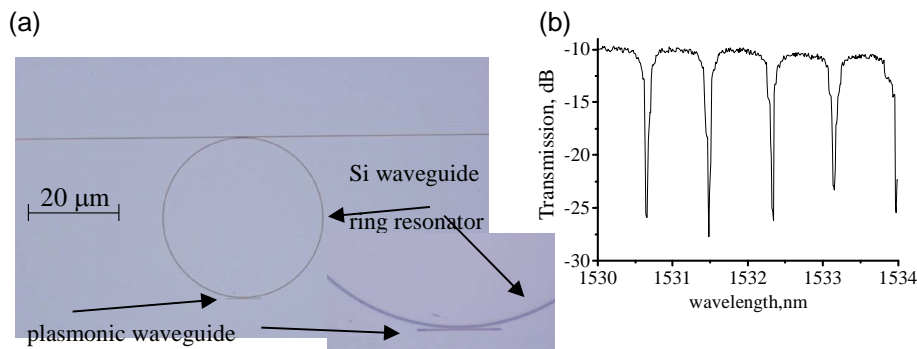 (a)
Si waveguide
20 μm
ring resonator
plasmonic waveguide
(b)
Transmission, dB
-10
-15
-20
-25
-30
1530 1531 1532 1533 1534
wavelength,nm